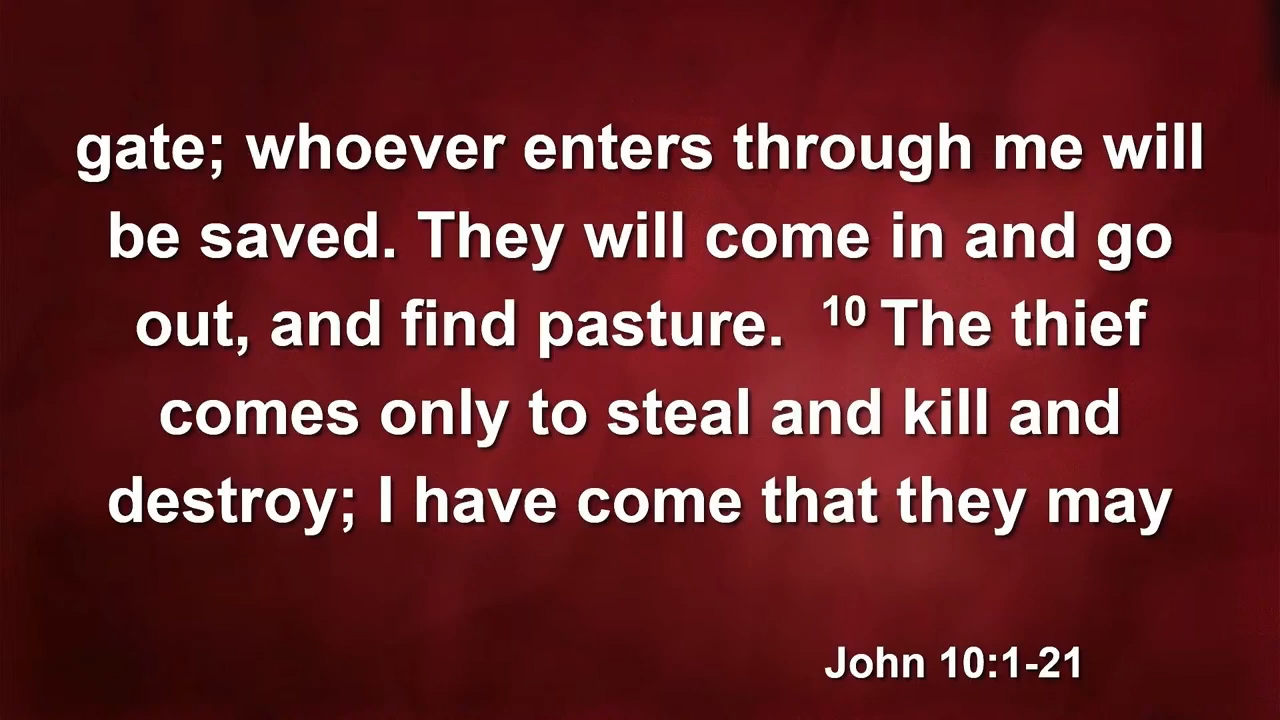 gate; whoever enters through me will
be saved. They will come in and go
out, and find pasture. 10 The thief
comes only to steal and kill and
destroy; I have come that they may
John 10:1-21